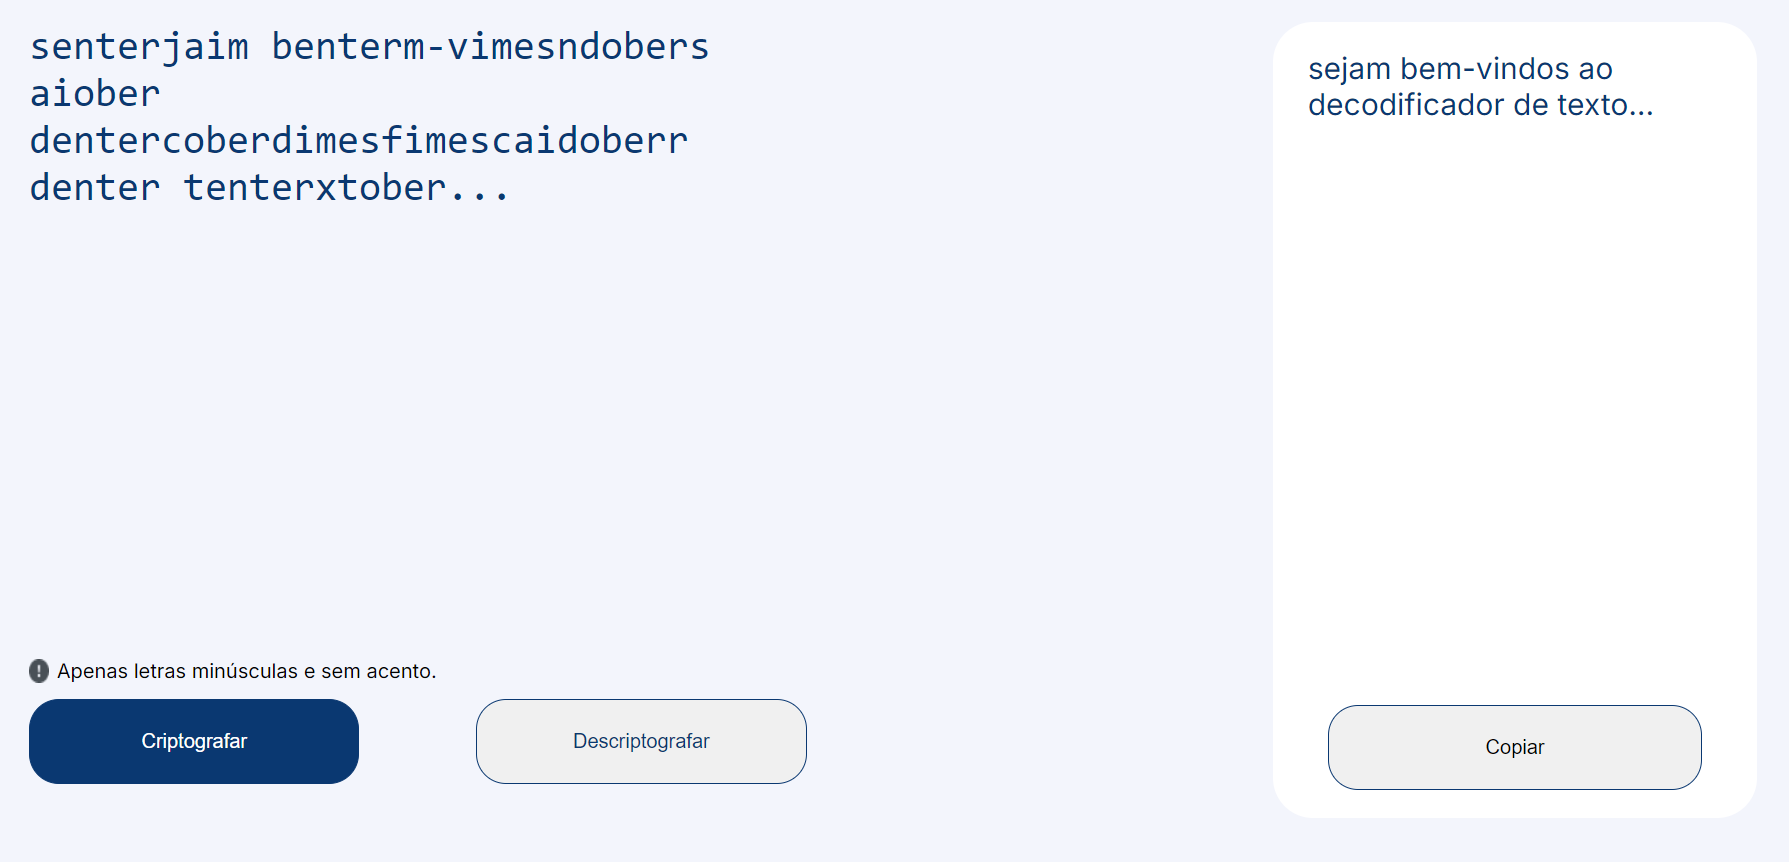 senterjaim benterm-vimesndobers
aiober
dentercoberdimesfimescaidoberr
denter tenterxtober...
Apenas letras minúsculas e sem acento.
Criptografar
Descriptografar
sejam bem-vindos ao
decodificador de texto...
Copiar